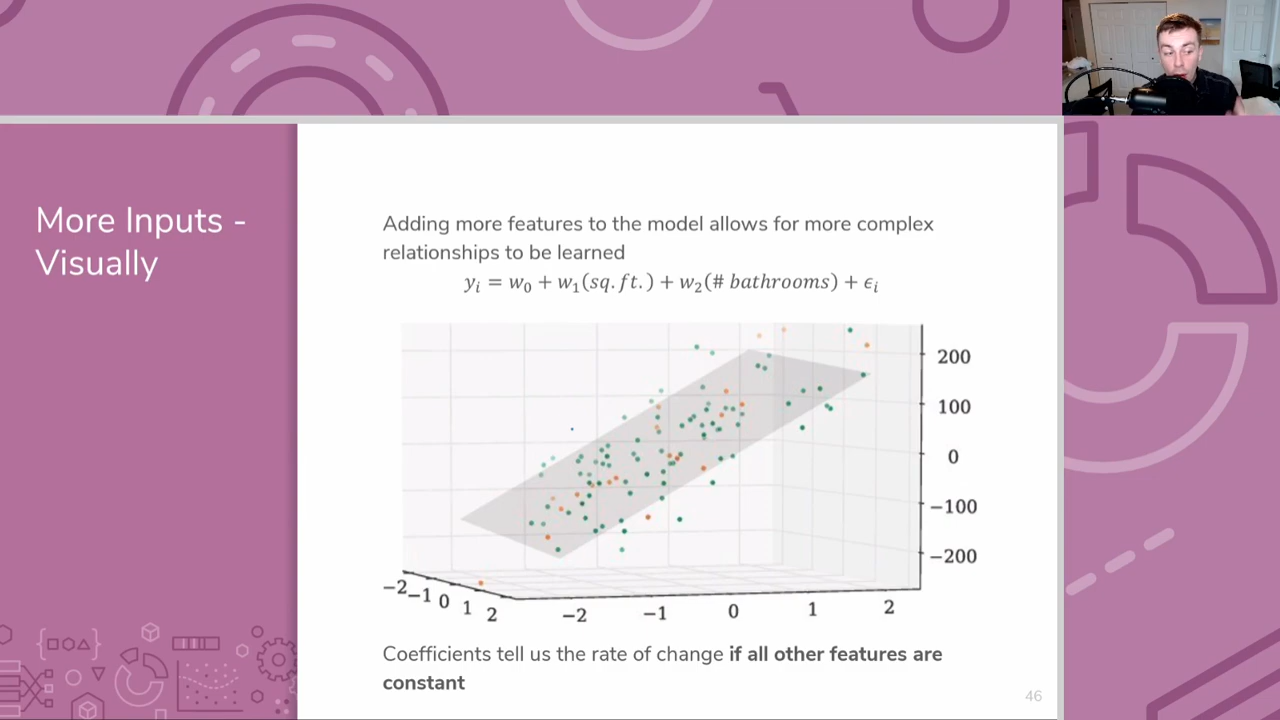 More Inputs -
Visually
Adding more features to the model allows for more complex
relationships to be learned
yᵢ = w₀ + w₁(sq. ft.) + w₂(# bathrooms) + ϵᵢ
200
100
0
−100
−200
−2 −1 0 1 2
−2 −1 0 1 2
Coefficients tell us the rate of change if all other features are
constant
46